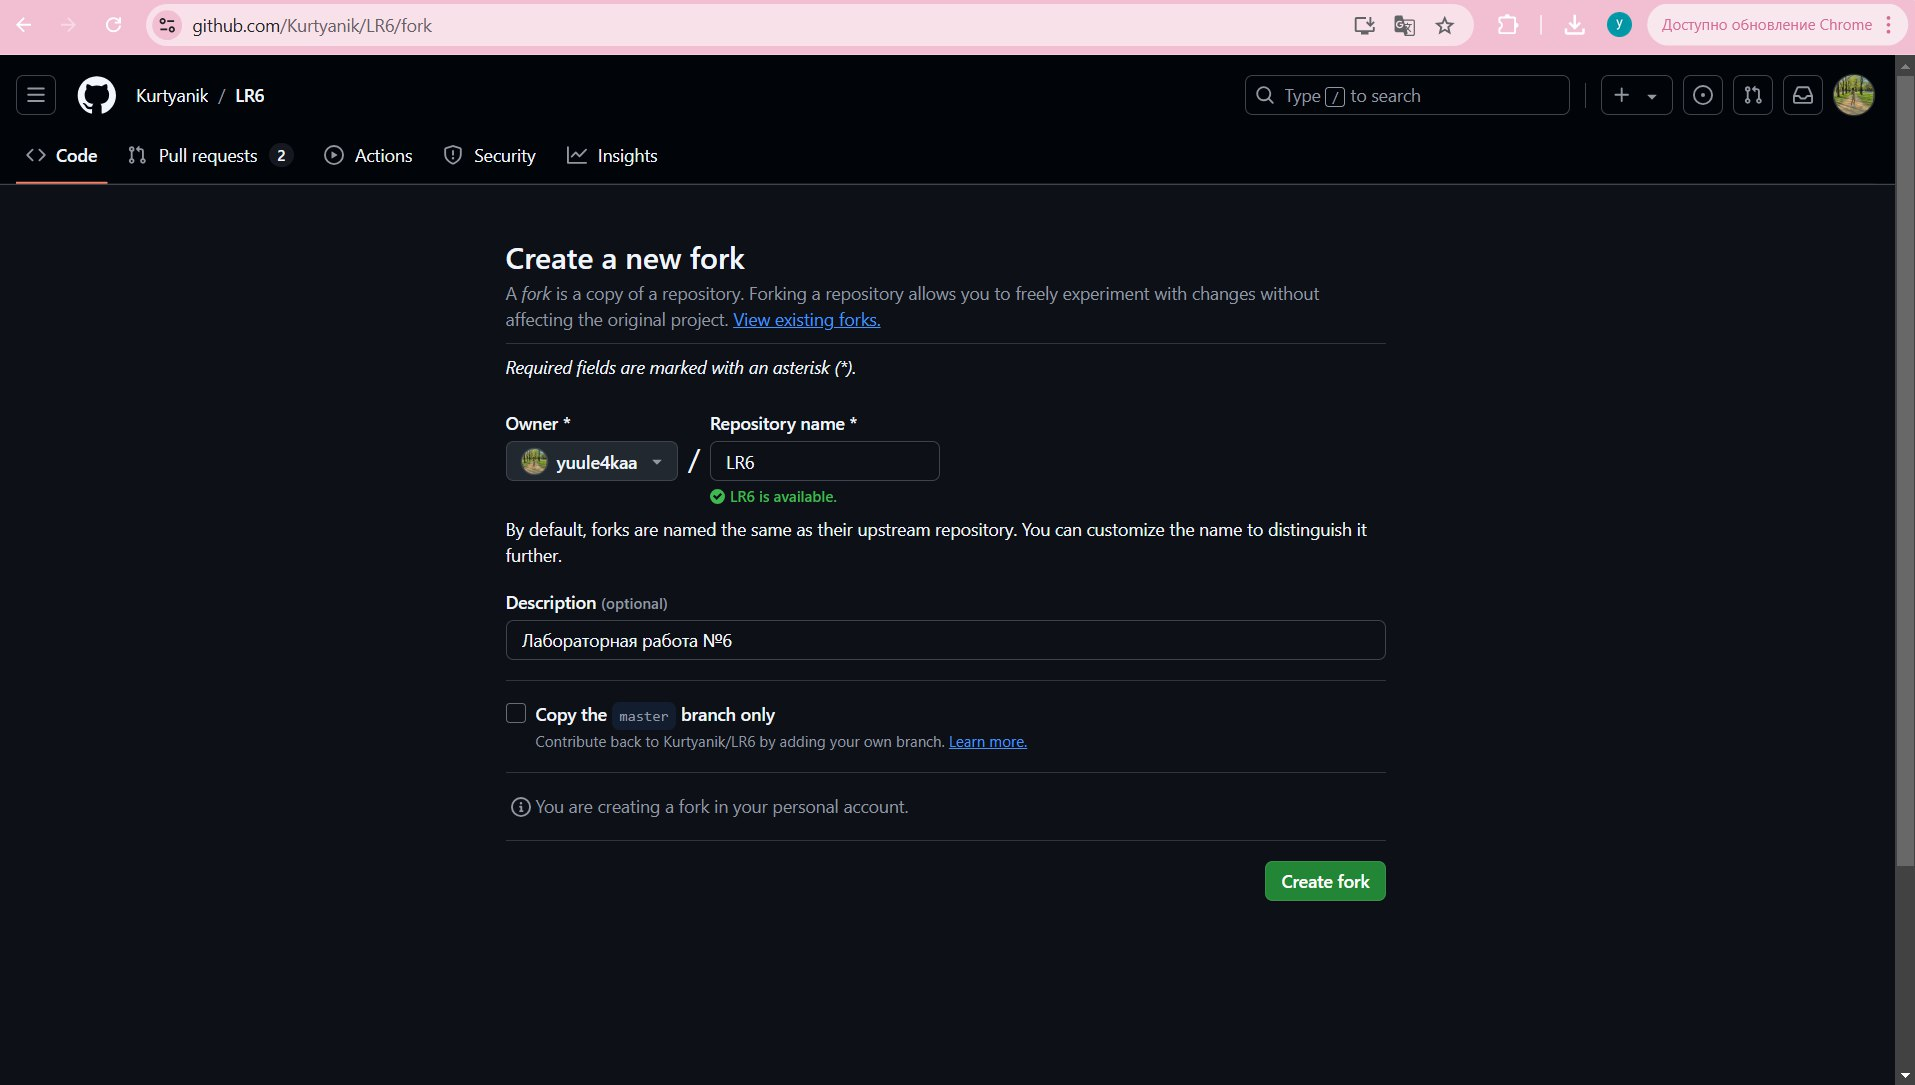 github.com/Kurtyanik/LR6/fork
y
Доступно обновление Chrome
Kurtyanik / LR6
Type / to search
Code
Pull requests 2
Actions
Security
Insights
Create a new fork
A fork is a copy of a repository. Forking a repository allows you to freely experiment with changes without
affecting the original project. View existing forks.
Required fields are marked with an asterisk (*).
Owner *
Repository name *
yuule4kaa / LR6
LR6 is available.
By default, forks are named the same as their upstream repository. You can customize the name to distinguish it
further.
Description (optional)
Лабораторная работа №6
Copy the master branch only
Contribute back to Kurtyanik/LR6 by adding your own branch. Learn more.
You are creating a fork in your personal account.
Create fork